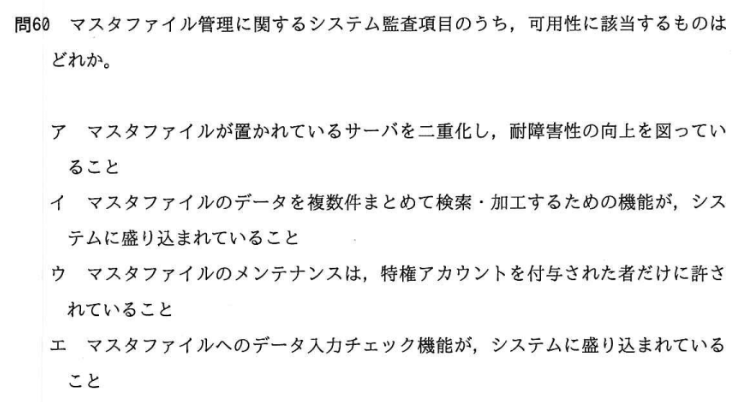 問60　マスタファイル管理に関するシステム監査項目のうち，可用性に該当するものは
どれか。
ア　マスタファイルが置かれているサーバを二重化し，耐障害性の向上を図ってい
ること
イ　マスタファイルのデータを複数件まとめて検索・加工するための機能が，シス
テムに盛り込まれていること
ウ　マスタファイルのメンテナンスは，特権アカウントを付与された者だけに許さ
れていること
エ　マスタファイルへのデータ入力チェック機能が，システムに盛り込まれている
こと